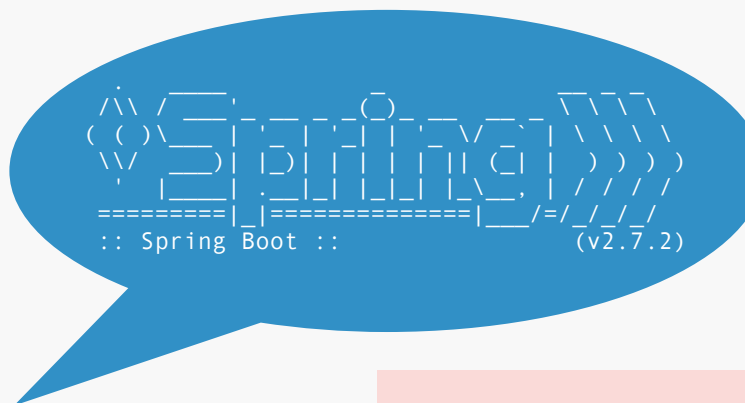 .   ____          _            __ _ _
 /\\ / ___'_ __ _ _(_)_ __  __ _ \ \ \ \
( ( )\___ | '_ | '_| | '_ \/ _` | \ \ \ \
 \\/  ___)| |_)| | | | | || (_| |  ) ) ) )
  '  |____| .__|_| |_|_| |_\__, | / / / /
 =========|_|==============|___/=/_/_/_/
 :: Spring Boot ::                (v2.7.2)